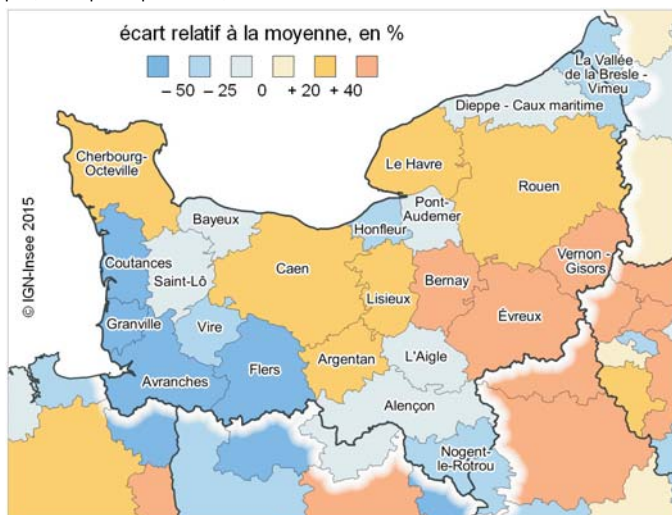 écart relatif à la moyenne, en %
– 50 – 25 0 + 20 + 40
La Vallée
de la Bresle -
Vimeu
Dieppe - Caux maritime
Cherbourg-
Octeville
Le Havre
Rouen
Pont-
Audemer
Bayeux
Honfleur
Coutances
Saint-Lô
Caen
Vernon -
Gisors
Bernay
Lisieux
Évreux
Granville
Vire
Argentan
L'Aigle
Avranches
Flers
Alençon
Nogent-
le-Rotrou
© IGN-Insee 2015